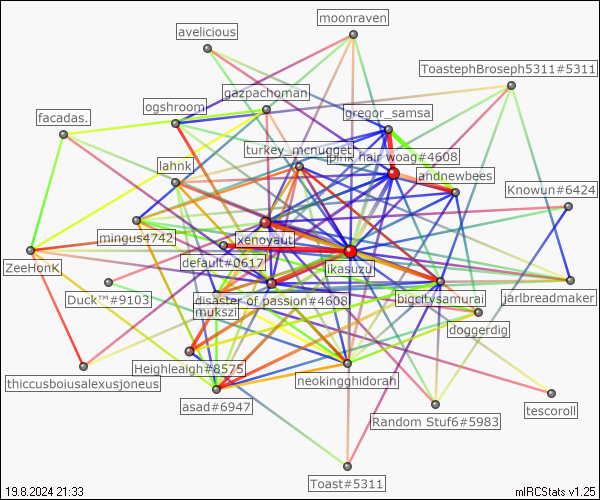 moonraven
avelicious
ToastephBroseph5311#5311
gazpachoman
ogshroom
gregor_samsa
facadas.
turkey_mcnugget
pink hair woag#4608
lahnk
andnewbees
Knowun#6424
mingus4742
xenoyaut
default#0617
ZeeHonK
likasuzu
Duck™#9103
disaster of passion#4608
bigcitysamurai
jarlbreadmaker
mukszi
doggerdig
Heighleaigh#8575
thiccusboiusalexusjoneus
neokingghidorah
asad#6947
tescoroll
Random Stuf6#5983
Toast#5311
19.8.2024 21:33
mIRCStats v1.25